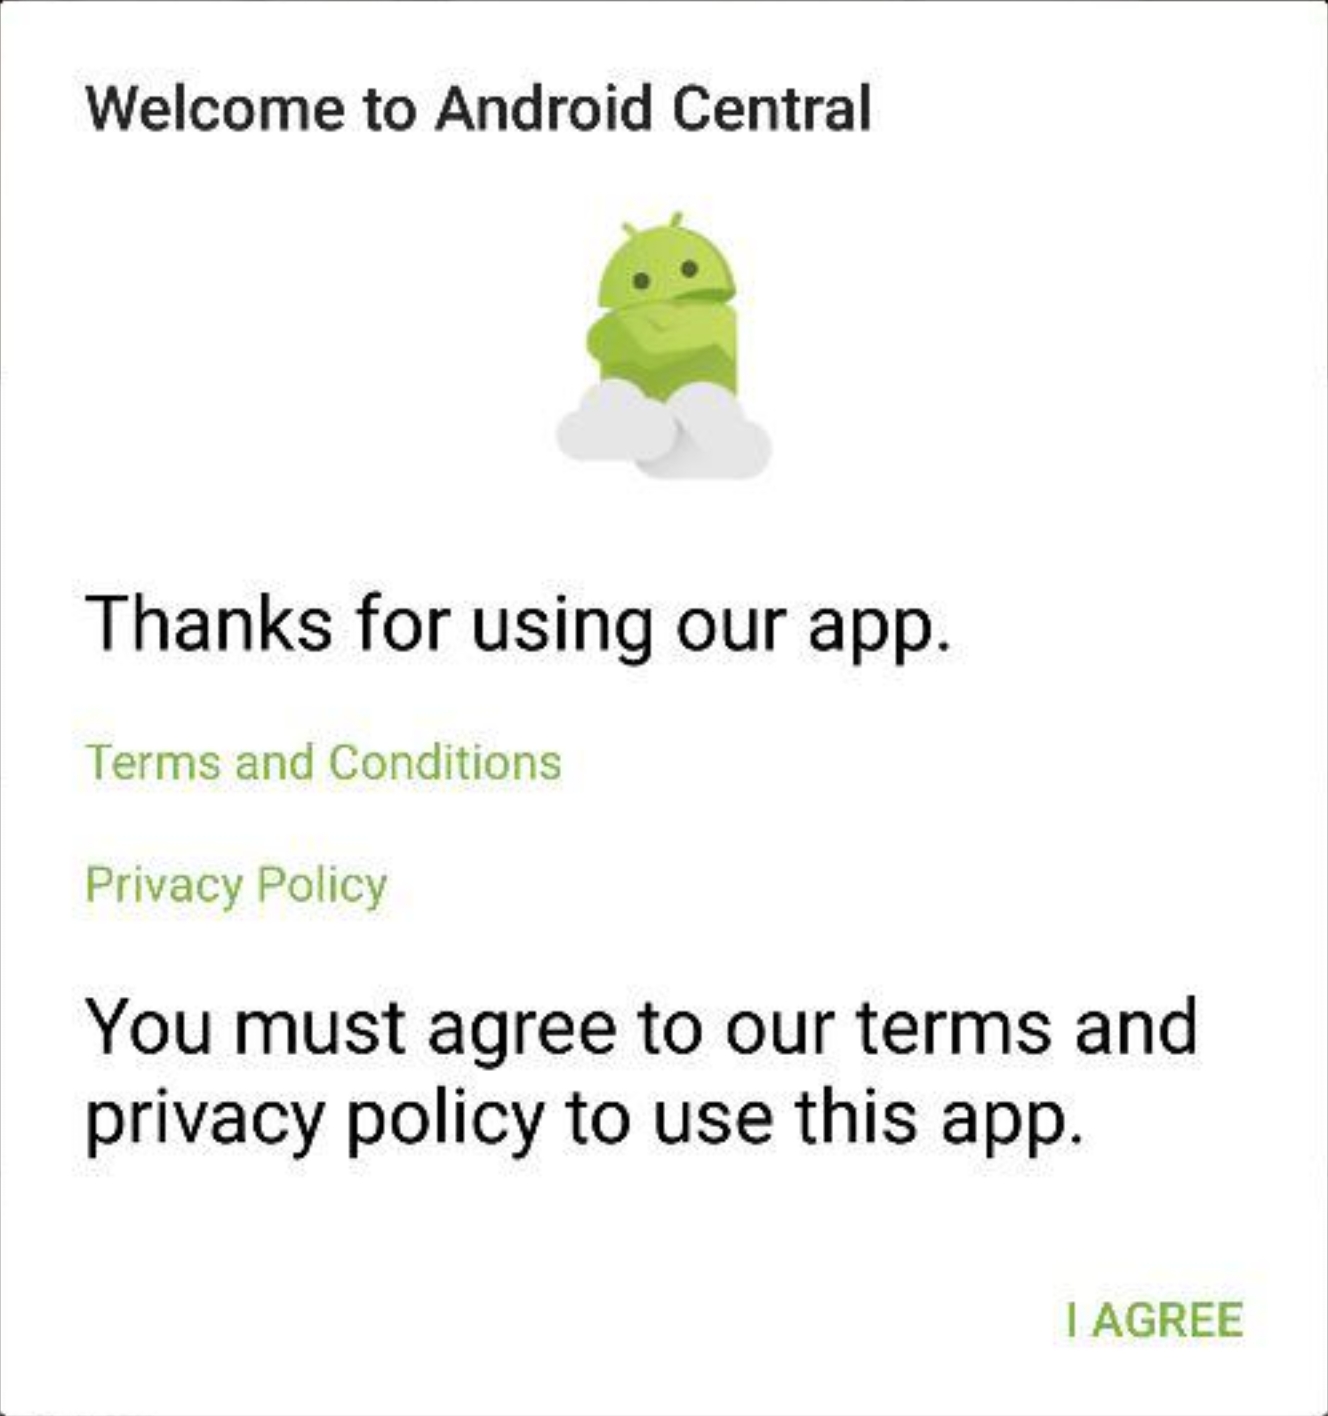 Welcome to Android Central
Thanks for using our app.
Terms and Conditions
Privacy Policy
You must agree to our terms and
privacy policy to use this app.
I AGREE